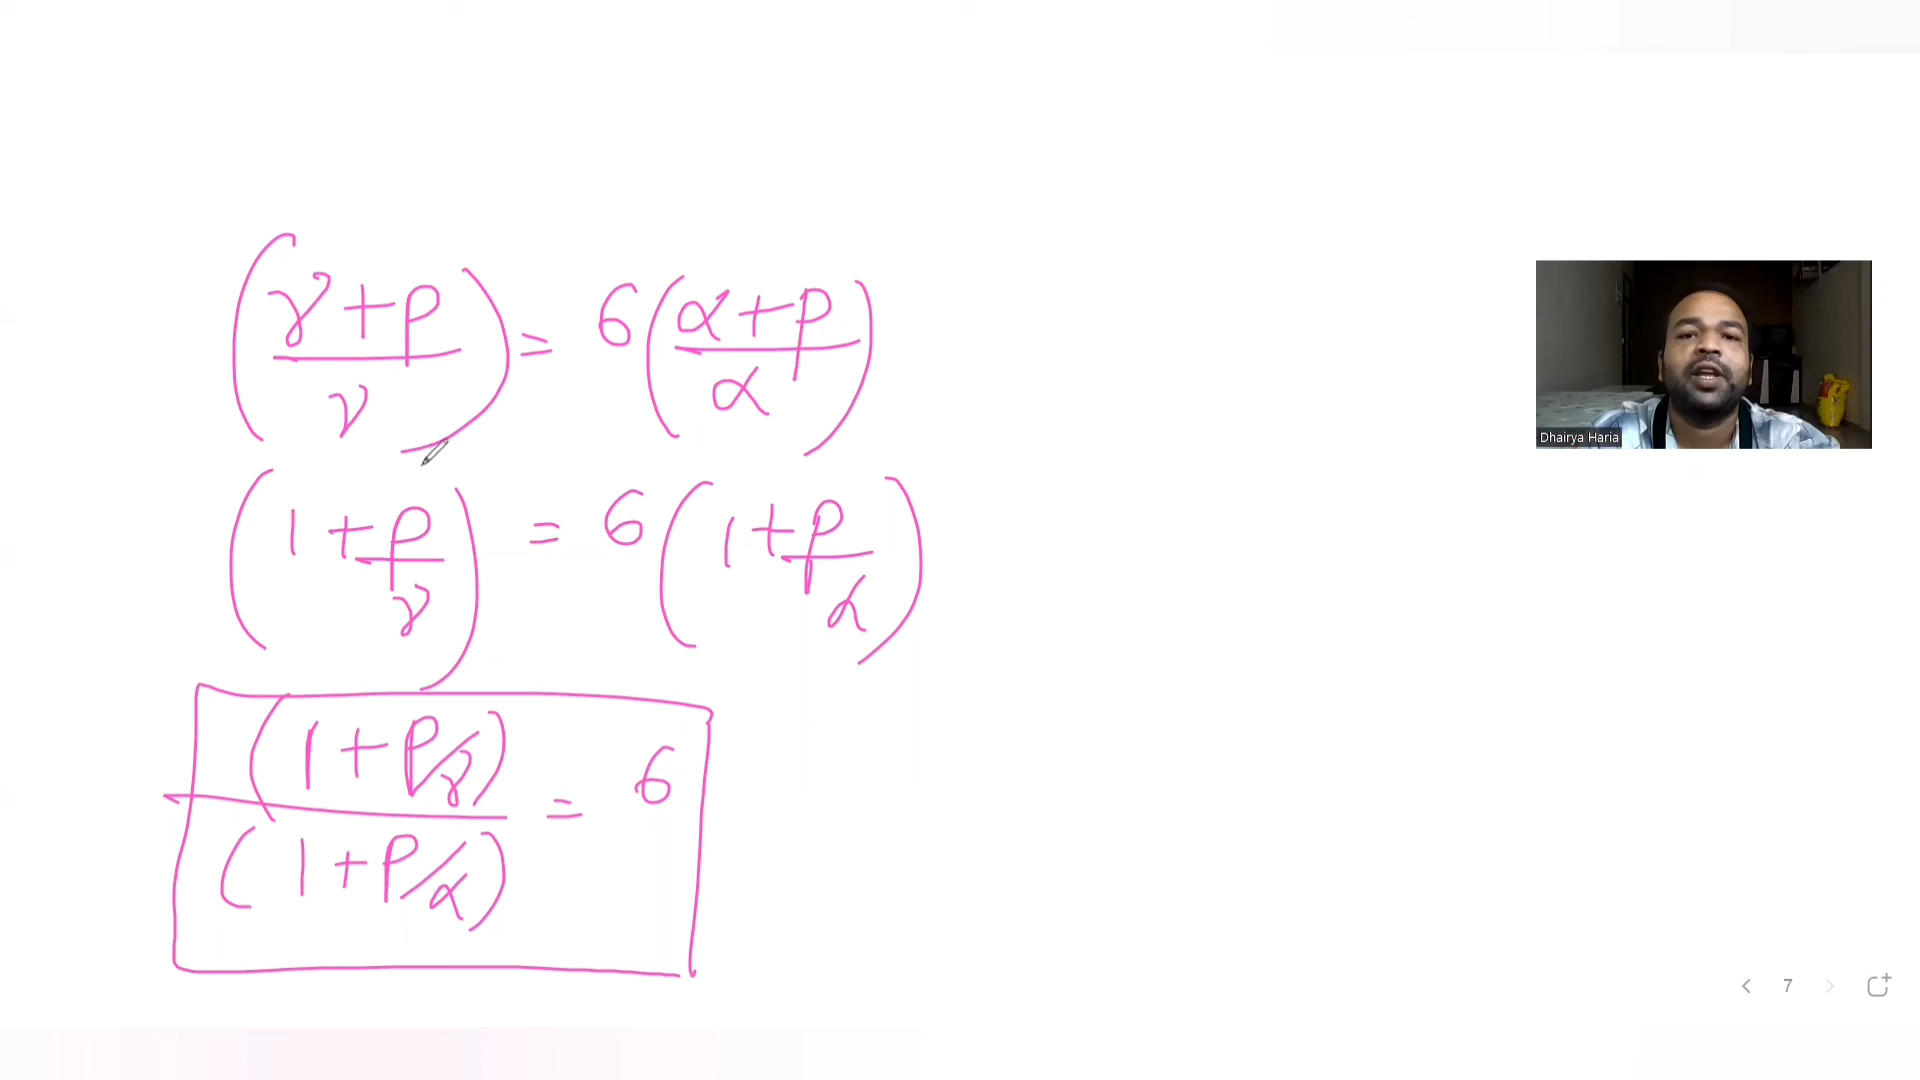 (γ+p/γ) = 6(α+p/α)
(1+p/γ) = 6(1+p/α)
(1+p/γ)/(1+p/α) = 6
Dhairya Haria
< 7 >